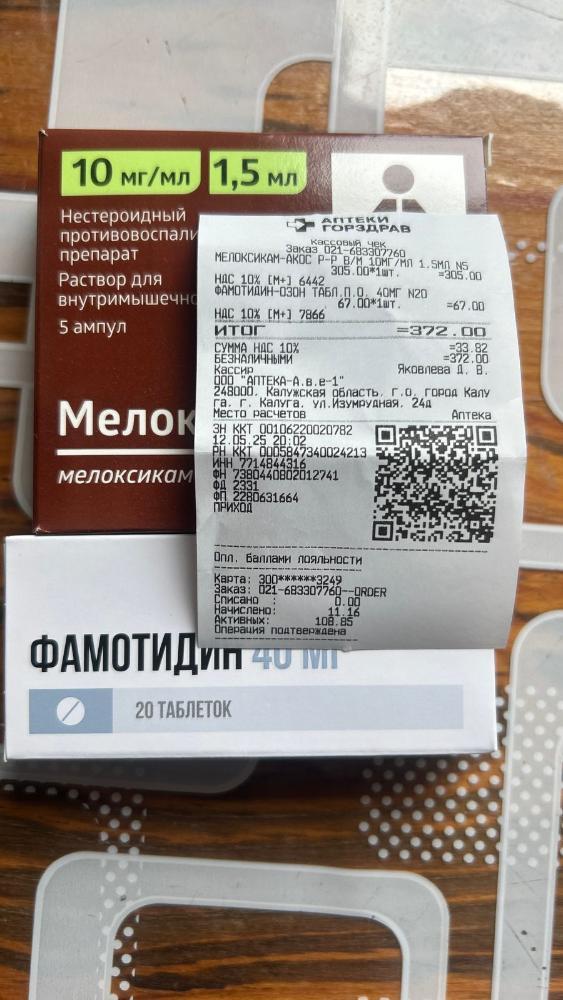 10 мг/мл 1,5 мл
Нестероидный
противовоспали
препарат
Раствор для
внутримышечно
5 ампул
Мелок
мелоксикам
АПТЕКИ
ГОРЗДРАВ
Кассовый чек
Заказ 021-683307760
МЕЛОКСИКАМ-АКОС Р-Р В/М 10МГ/МЛ 1.5МЛ N5
305.00*1шт. =305.00
НДС 10% [М+] 6442
ФАМОТИДИН-ОЗОН ТАБЛ.П.О. 40МГ N20
67.00*1шт. =67.00
НДС 10% [М+] 7866
ИТОГ =372.00
СУММА НДС 10% =33.82
БЕЗНАЛИЧНЫМИ =372.00
Кассир Яковлева Д. В.
ООО "АПТЕКА-А.в.е-1"
248000, Калужская область, г.о. город Калу
га, г. Калуга, ул.Изумрудная, 24д
Место расчетов Аптека
ЗН ККТ 00106220020782
12.05.25 20:02
РН ККТ 0005847340024213
ИНН 7714844316
ФН 7380440802012741
ФД 2331
ФП 2280631664
ПРИХОД
Опл. баллами лояльности
Карта: 300******3249
Заказ: 021-683307760--ORDER
Списано : 0.00
Начислено: 11.16
Активных: 108.85
Операция подтверждена
ФАМОТИДИН 40 МГ
20 ТАБЛЕТОК